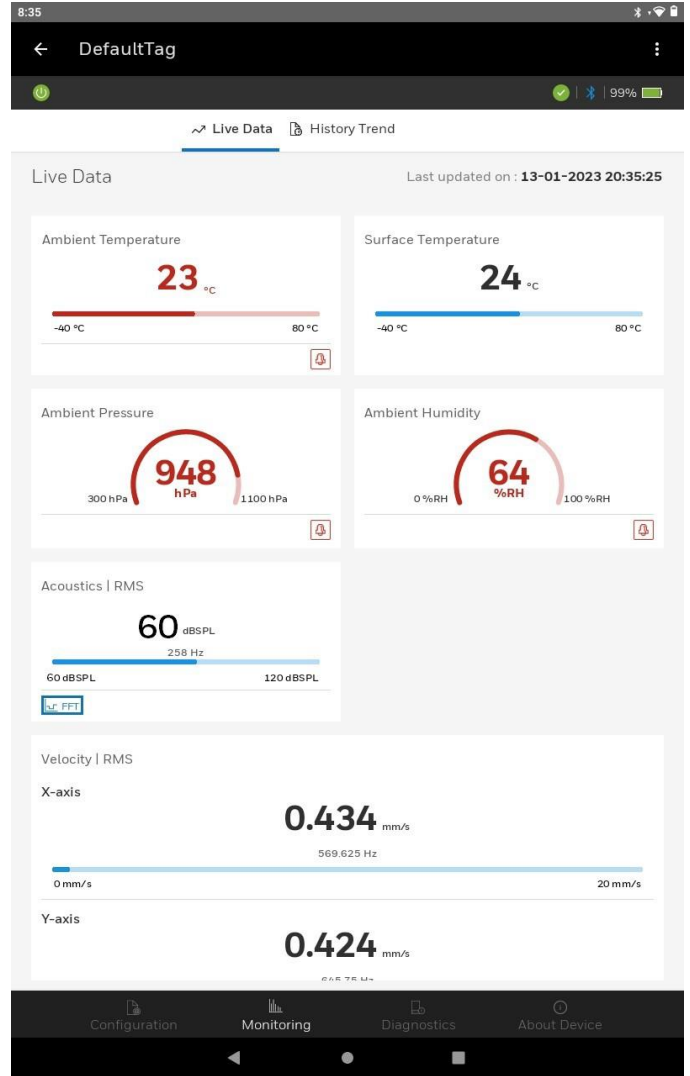 8:35
DefaultTag
99%
Live Data
History Trend
Live Data
Last updated on : 13-01-2023 20:35:25
Ambient Temperature
23 °C
-40 °C 80 °C
Surface Temperature
24 °C
-40 °C 80 °C
Ambient Pressure
948
hPa
300 hPa 1100 hPa
Ambient Humidity
64
%RH
0 %RH 100 %RH
Acoustics | RMS
60 dBSPL
258 Hz
60 dBSPL 120 dBSPL
FFT
Velocity | RMS
X-axis
0.434 mm/s
569.625 Hz
0 mm/s 20 mm/s
Y-axis
0.424 mm/s
645.75 Hz
Configuration Monitoring Diagnostics About Device